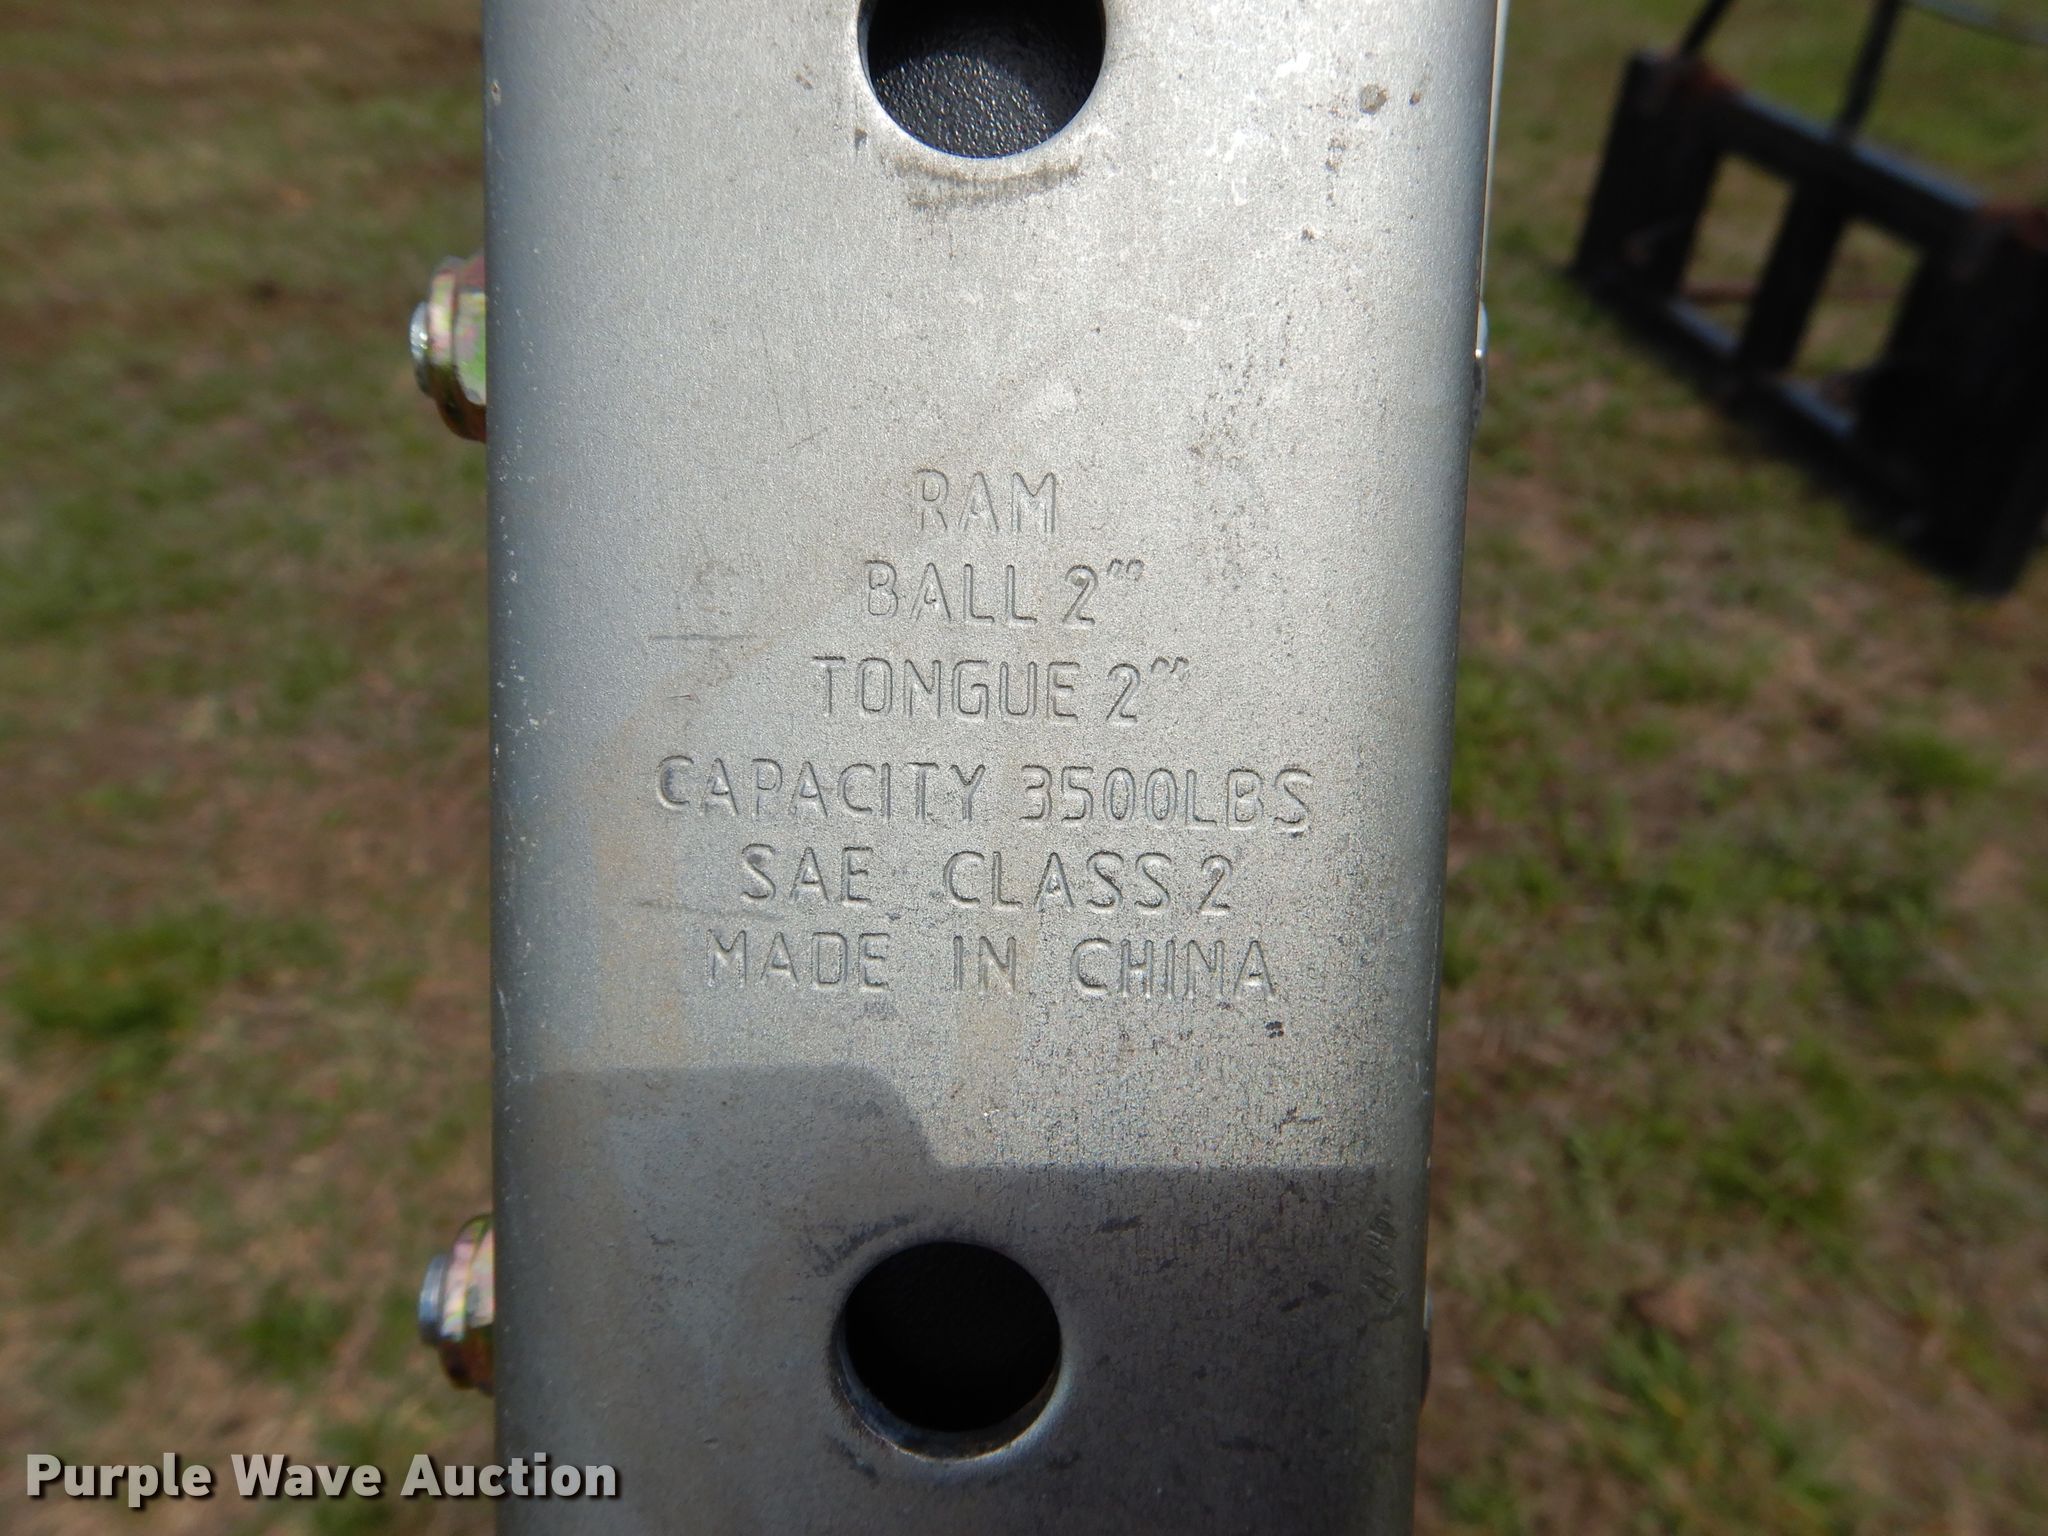 RAM
BALL 2"
TONGUE 2"
CAPACITY 3500LBS
SAE CLASS 2
MADE IN CHINA
Purple Wave Auction